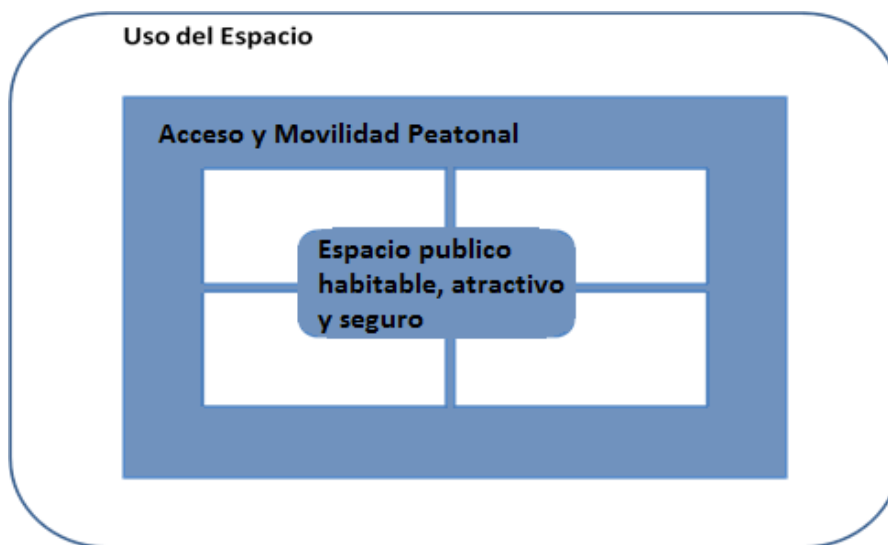 Uso del Espacio
Acceso y Movilidad Peatonal
Espacio publico
habitable, atractivo
y seguro